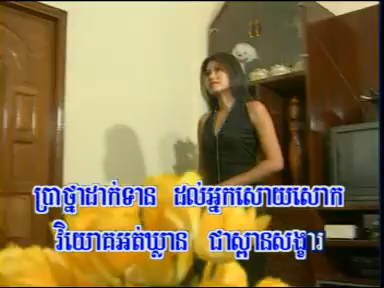 ប្រាថ្នាដាក់ទាន ដល់អ្នកសោយសោក
វិយោគអត់ឃ្លាន ជាស្ពានសង្ខារ